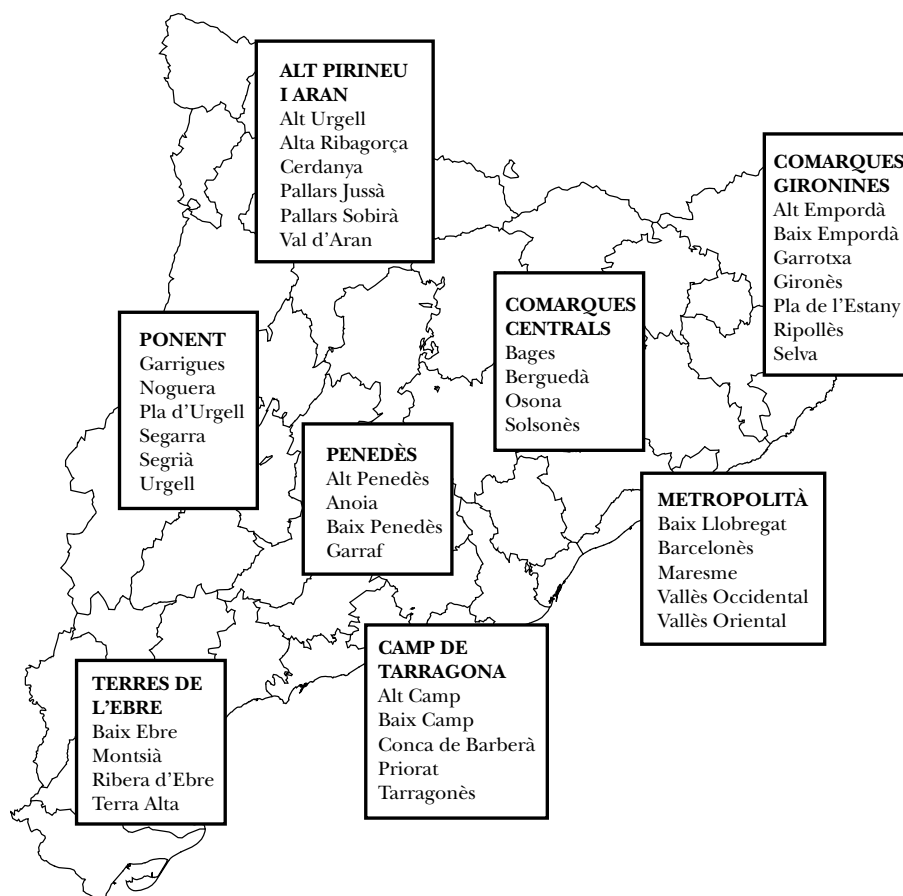 ALT PIRINEU
I ARAN
Alt Urgell
Alta Ribagorça
Cerdanya
Pallars Jussà
Pallars Sobirà
Val d’Aran
COMARQUES
GIRONINES
Alt Empordà
Baix Empordà
Garrotxa
Gironès
Pla de l’Estany
Ripollès
Selva
COMARQUES
CENTRALS
Bages
Berguedà
Osona
Solsonès
PONENT
Garrigues
Noguera
Pla d’Urgell
Segarra
Segrià
Urgell
PENEDÈS
Alt Penedès
Anoia
Baix Penedès
Garraf
METROPOLITÀ
Baix Llobregat
Barcelonès
Maresme
Vallès Occidental
Vallès Oriental
CAMP DE
TARRAGONA
Alt Camp
Baix Camp
Conca de Barberà
Priorat
Tarragonès
TERRES DE
L’EBRE
Baix Ebre
Montsià
Ribera d’Ebre
Terra Alta